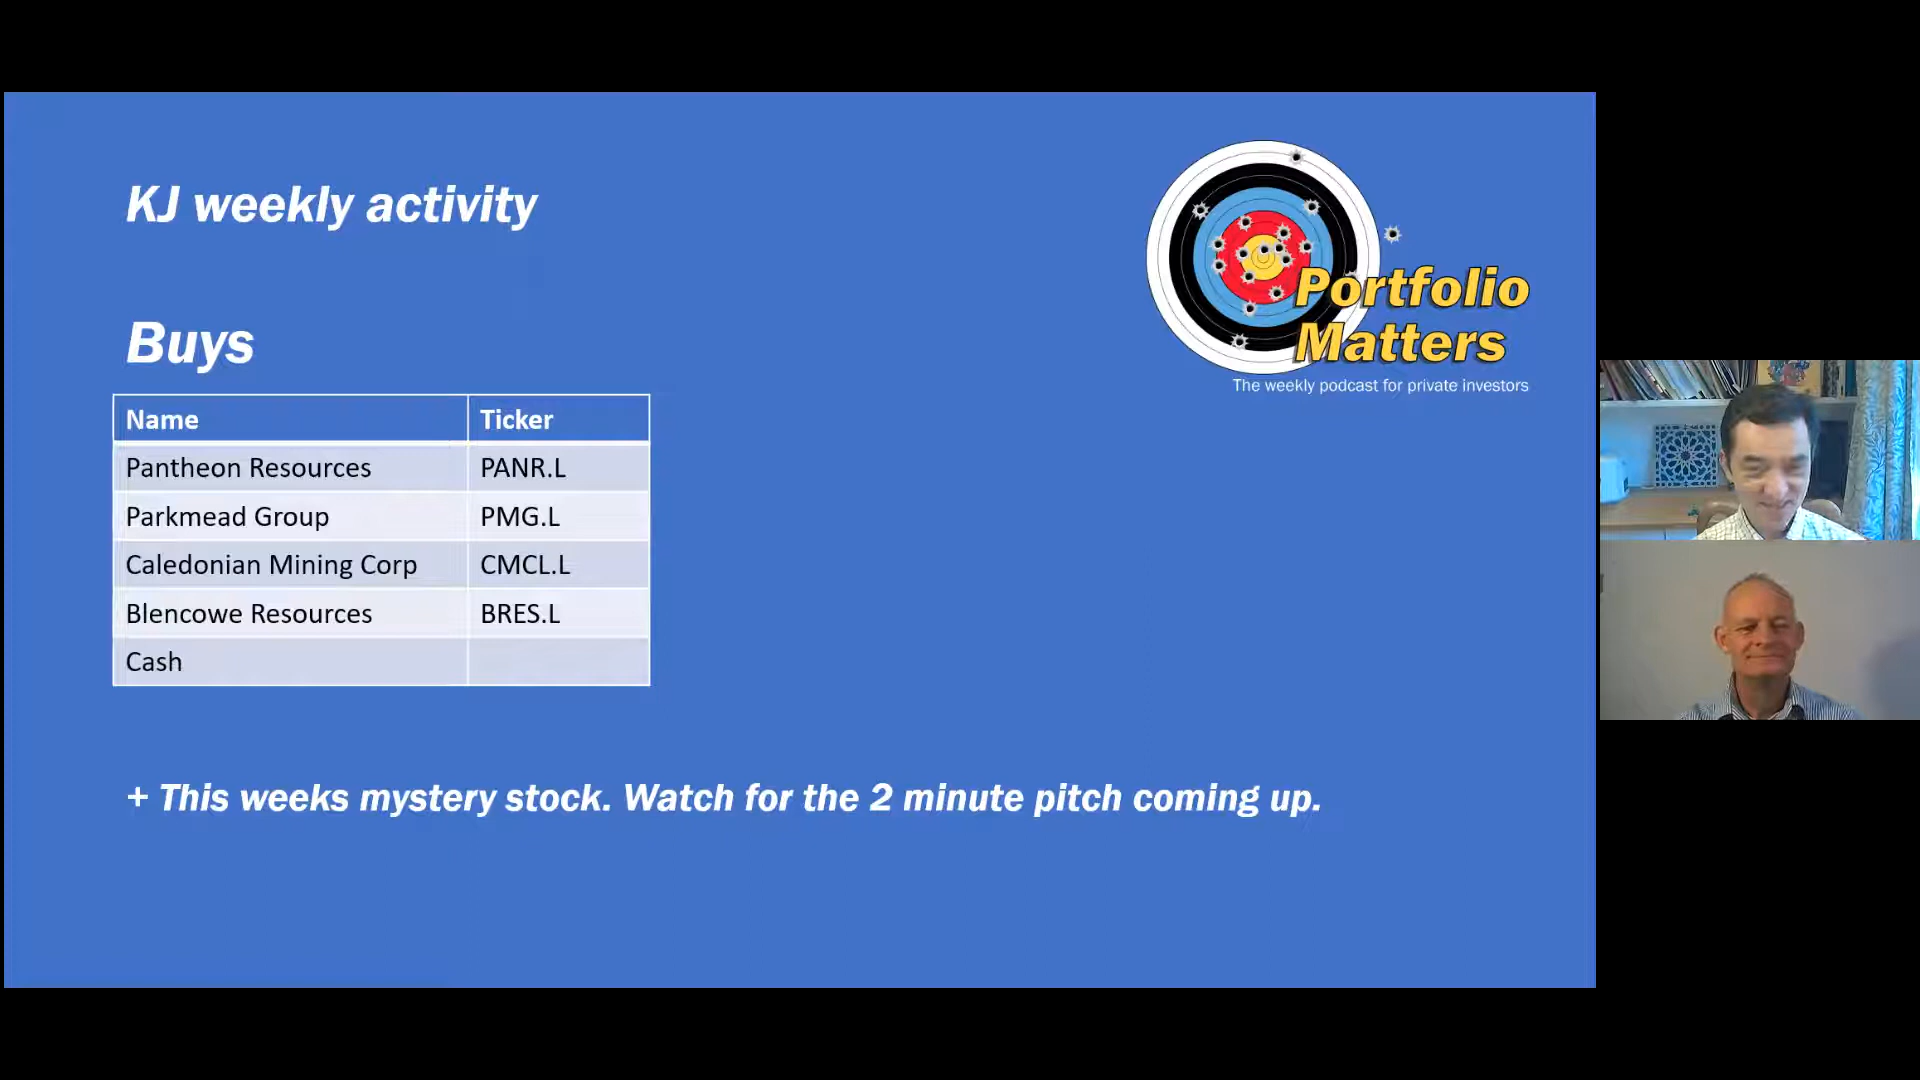 KJ weekly activity
Portfolio
Matters
The weekly podcast for private investors
Buys
Name Ticker
Pantheon Resources PANR.L
Parkmead Group PMG.L
Caledonian Mining Corp CMCL.L
Blencowe Resources BRES.L
Cash
+ This weeks mystery stock. Watch for the 2 minute pitch coming up.